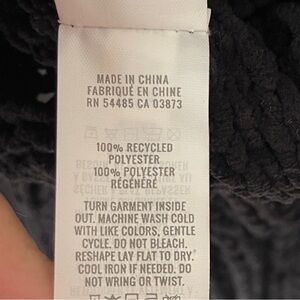 MADE IN CHINA
FABRIQUÉ EN CHINE
RN 54485 CA 03873
100% RECYCLED
POLYESTER
100% POLYESTER
RÉGÉNÉRÉ
TURN GARMENT INSIDE
OUT. MACHINE WASH COLD
WITH LIKE COLORS, GENTLE
CYCLE. DO NOT BLEACH.
RESHAPE LAY FLAT TO DRY.
COOL IRON IF NEEDED. DO
NOT WRING OR TWIST.